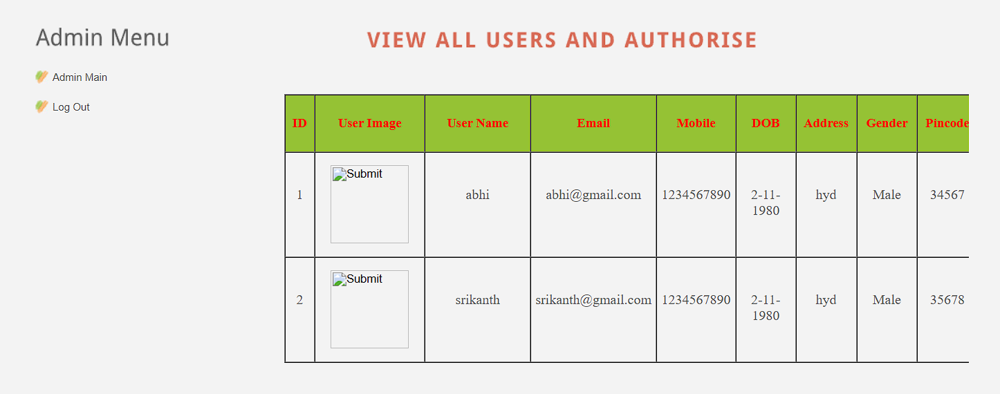 Admin Menu
VIEW ALL USERS AND AUTHORISE
Admin Main
Log Out
ID User Image User Name Email Mobile DOB Address Gender Pincode
Submit
1 abhi abhi@gmail.com 1234567890 2-11- hyd Male 34567
1980
Submit
2 srikanth srikanth@gmail.com 1234567890 2-11- hyd Male 35678
1980